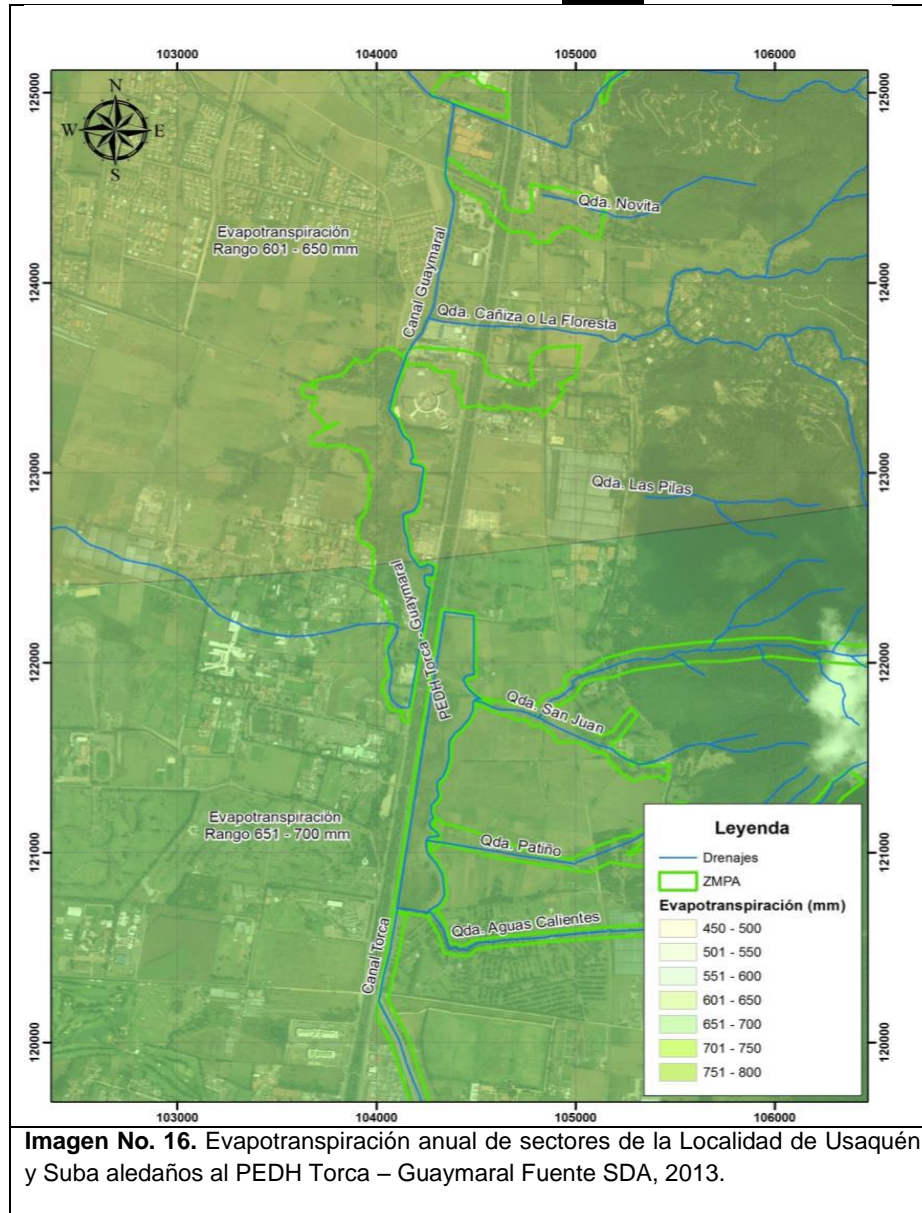 103000
104000
105000
106000
125000
125000
N
W
E
S
Qda. Novita
Evapotranspiración
Rango 601 - 650 mm
124000
124000
Canal Guaymaral
Qda. Cañiza o La Floresta
123000
123000
Qda. Las Pilas
PEDH Torca - Guaymaral
122000
122000
Qda. San Juan
Evapotranspiración
Rango 651 - 700 mm
121000
121000
Qda. Patiño
Qda. Aguas Calientes
Canal Torca
120000
120000
Leyenda
Drenajes
ZMPA
Evapotranspiración (mm)
450 - 500
501 - 550
551 - 600
601 - 650
651 - 700
701 - 750
751 - 800
103000
104000
105000
106000
Imagen No. 16. Evapotranspiración anual de sectores de la Localidad de Usaquén
y Suba aledaños al PEDH Torca – Guaymaral Fuente SDA, 2013.